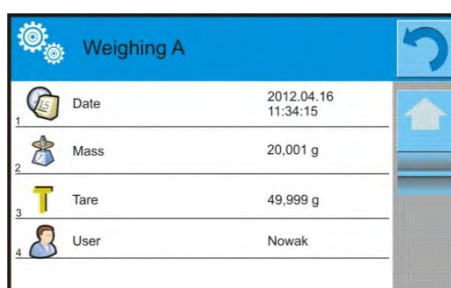 Weighing A
15
Date
2012.04.16
11:34:15
1
Mass
20,001 g
2
Tare
49,999 g
3
User
Nowak
4